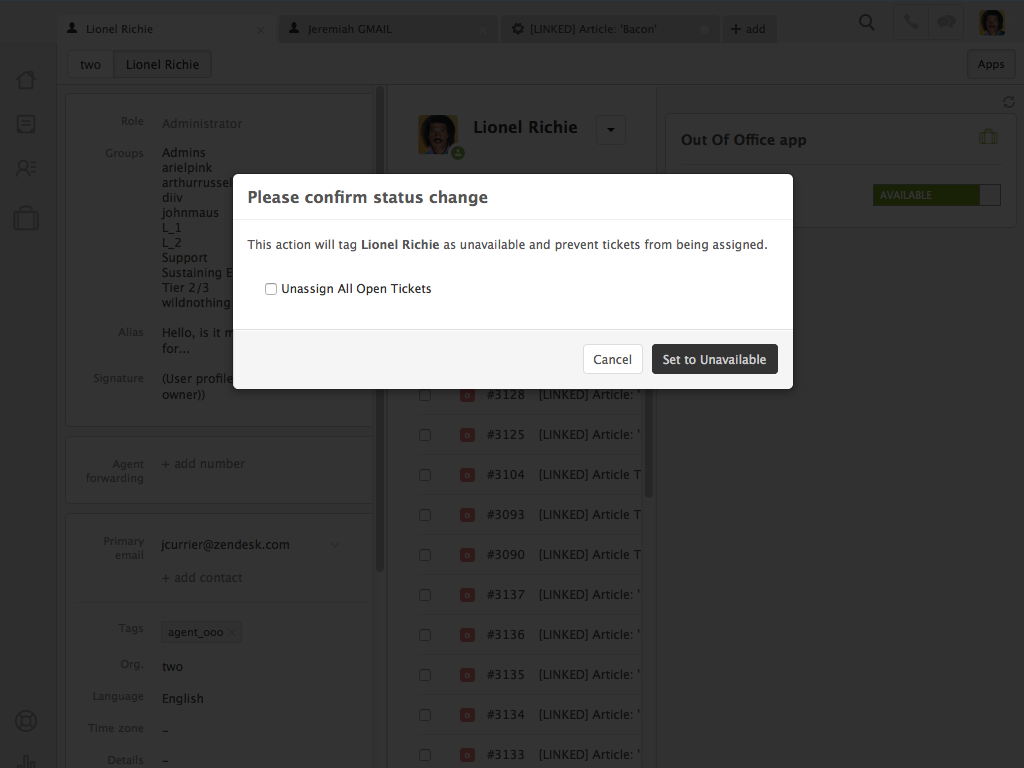 Lionel Richie
Jeremiah GMAIL
[LINKED] Article: 'Bacon'
+ add
two
Lionel Richie
Apps
Role
Administrator
Groups
Admins
arielpink
arthurrussel
diiv
johnmaus
L_1
L_2
Support
Sustaining E
Tier 2/3
wildnothing
Alias
Hello, is it m
for...
Signature
(User profile
owner))
Agent
forwarding
+ add number
Primary
email
jcurrier@zendesk.com
+ add contact
Tags
agent_ooo
Org.
two
Language
English
Time zone
–
Details
–
Lionel Richie
Out Of Office app
AVAILABLE
Please confirm status change
This action will tag Lionel Richie as unavailable and prevent tickets from being assigned.
Unassign All Open Tickets
Cancel
Set to Unavailable
o #3128 [LINKED] Article: '
o #3125 [LINKED] Article: '
o #3104 [LINKED] Article T
o #3093 [LINKED] Article T
o #3090 [LINKED] Article T
o #3137 [LINKED] Article: '
o #3136 [LINKED] Article: '
o #3135 [LINKED] Article: '
o #3134 [LINKED] Article: '
o #3133 [LINKED] Article: '